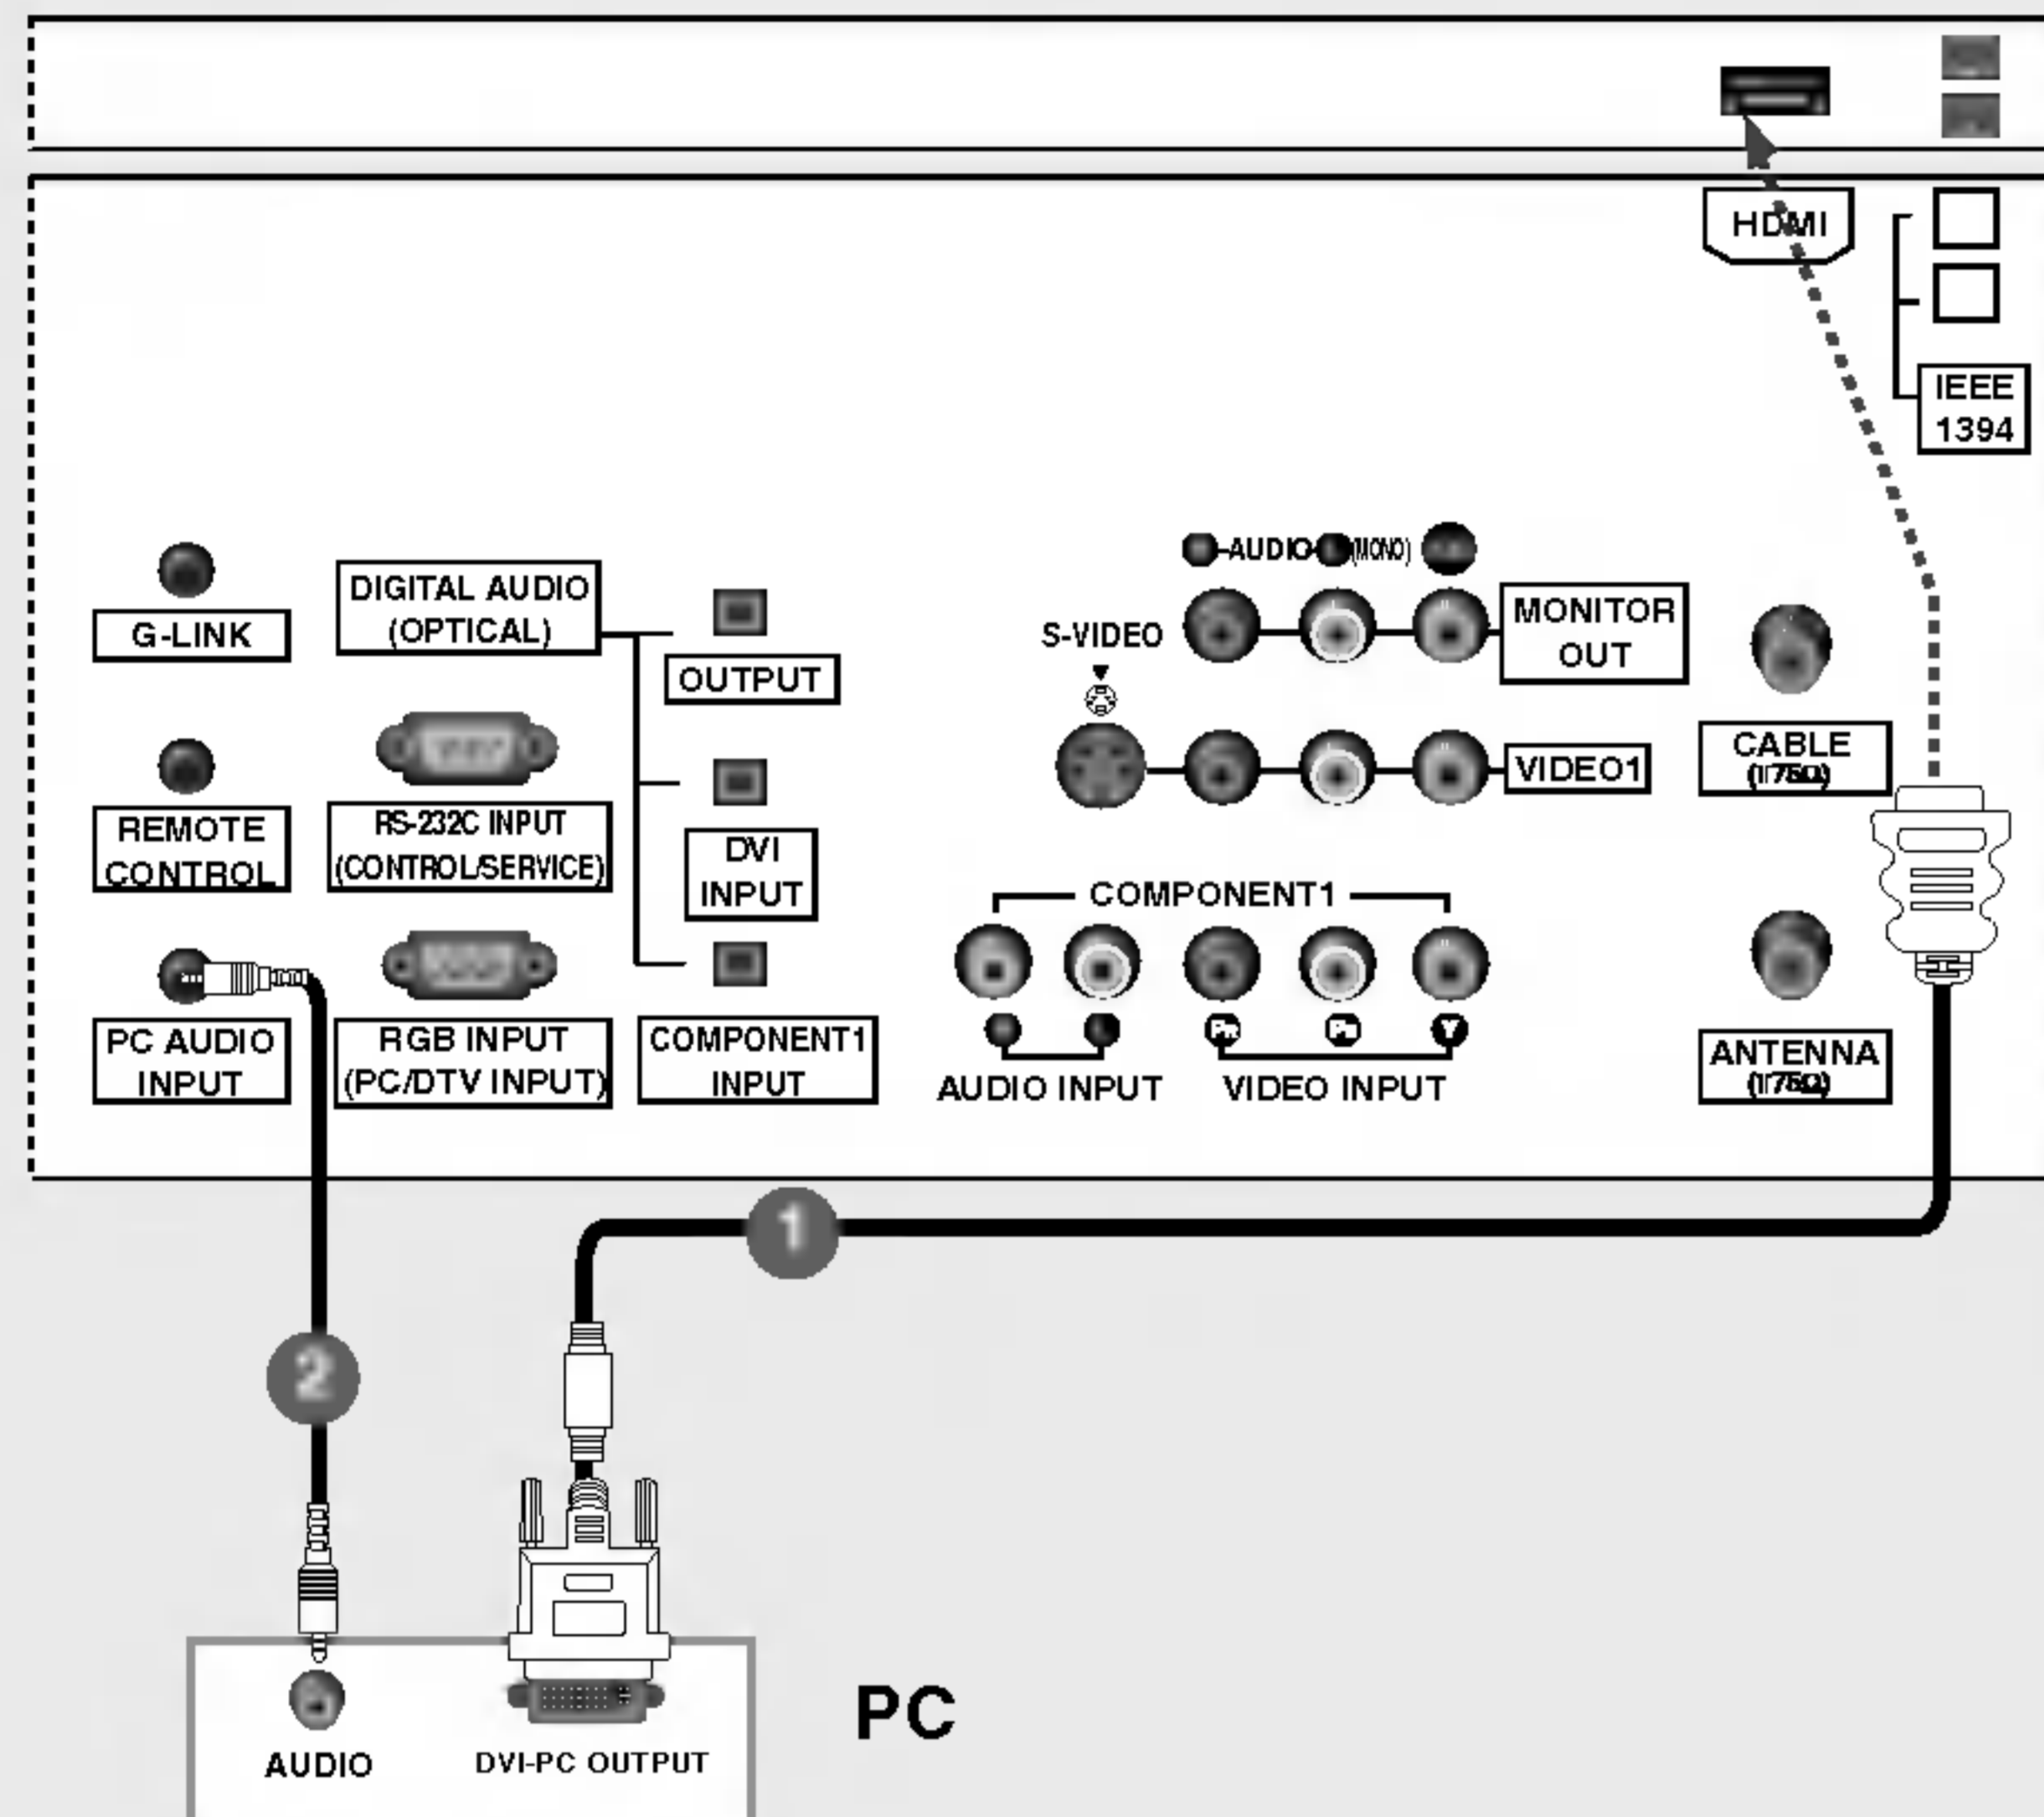 HDMI
IEEE
1394
G-LINK
DIGITAL AUDIO
(OPTICAL)
OUTPUT
AUDIO (MONO)
S-VIDEO
MONITOR
OUT
REMOTE
CONTROL
RS-232C INPUT
(CONTROL/SERVICE)
DVI
INPUT
VIDEO1
CABLE
COMPONENT1
PC AUDIO
INPUT
RGB INPUT
(PC/DTV INPUT)
COMPONENT1
INPUT
AUDIO INPUT
VIDEO INPUT
ANTENNA
1
2
AUDIO
DVI-PC OUTPUT
PC